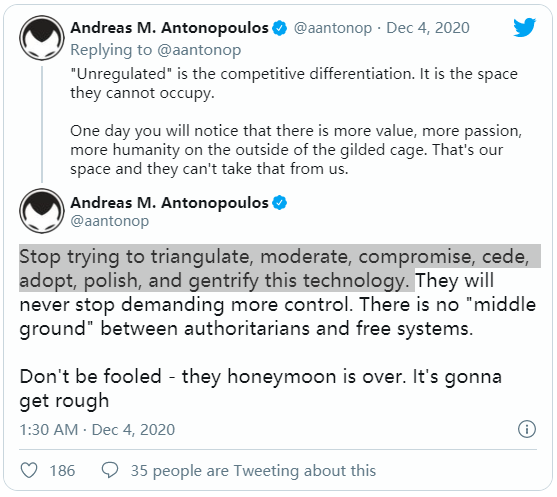 Andreas M. Antonopoulos @aantonop · Dec 4, 2020
Replying to @aantonop
"Unregulated" is the competitive differentiation. It is the space
they cannot occupy.
One day you will notice that there is more value, more passion,
more humanity on the outside of the gilded cage. That's our
space and they can't take that from us.
Andreas M. Antonopoulos
@aantonop
Stop trying to triangulate, moderate, compromise, cede,
adopt, polish, and gentrify this technology. They will
never stop demanding more control. There is no "middle
ground" between authoritarians and free systems.
Don't be fooled - they honeymoon is over. It's gonna
get rough
1:30 AM · Dec 4, 2020
186 35 people are Tweeting about this